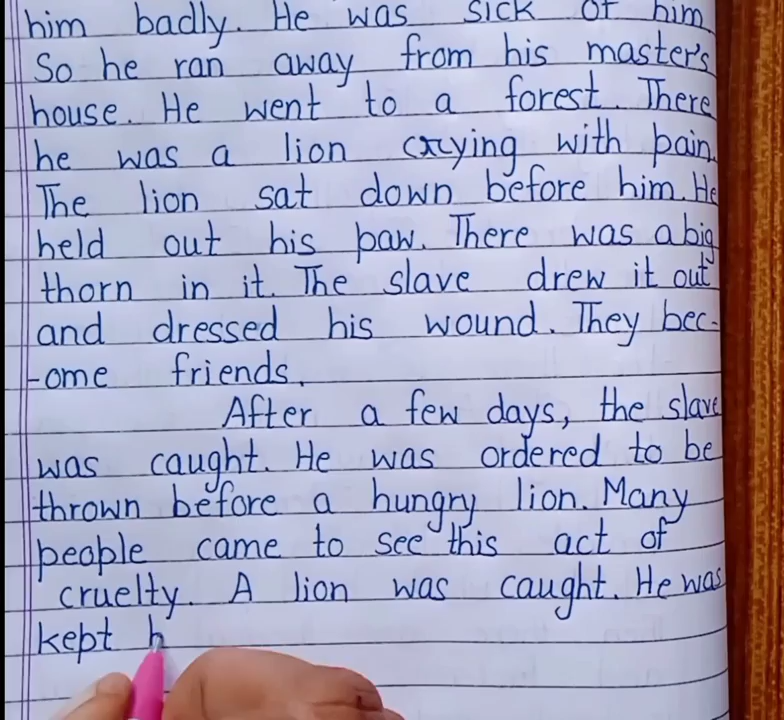 him badly. He was sick of him.
So he ran away from his master's
house. He went to a forest. There
he was a lion crying with pain.
The lion sat down before him. He
held out his paw. There was a big
thorn in it. The slave drew it out
and dressed his wound. They bec-
-ome friends.
After a few days, the slave
was caught. He was ordered to be
thrown before a hungry lion. Many
people came to see this act of
cruelty. A lion was caught. He was
kept h